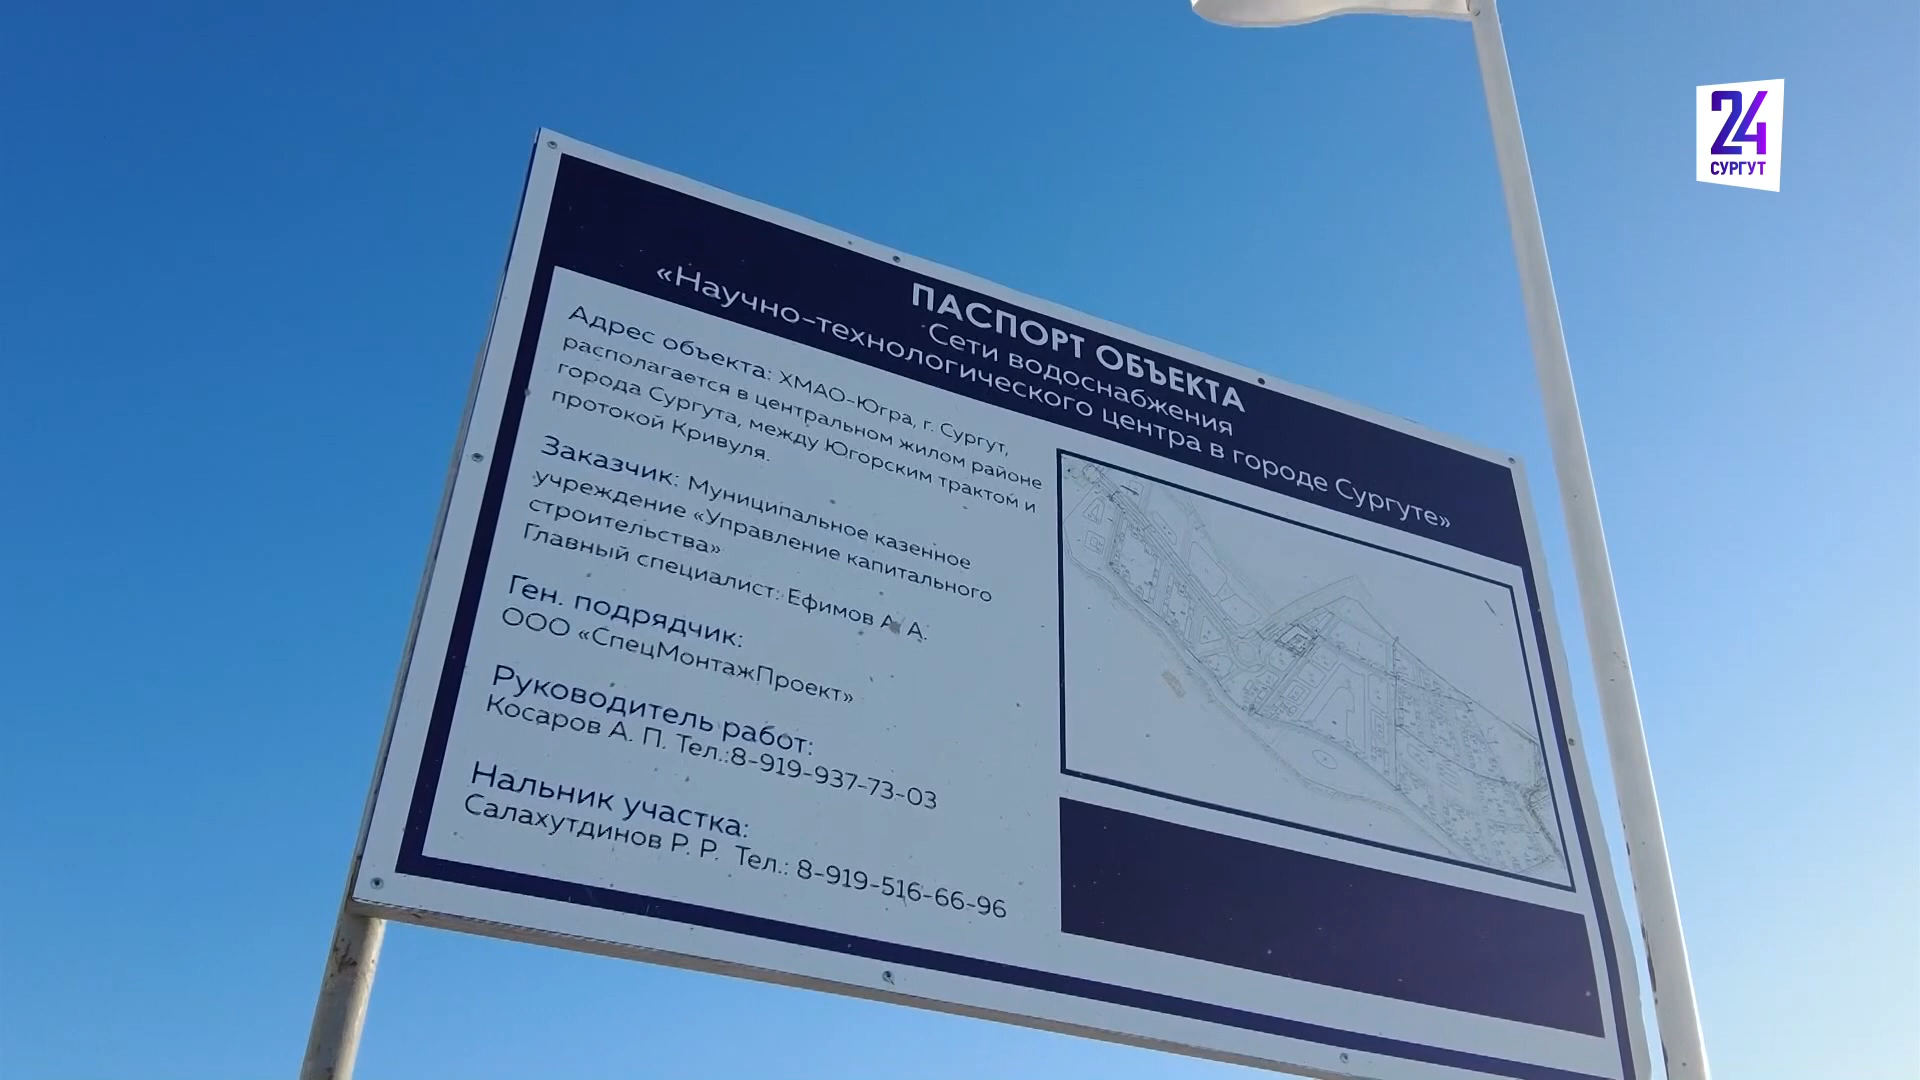 24
СУРГУТ
ПАСПОРТ ОБЪЕКТА
Сети водоснабжения
«Научно-технологического центра в городе Сургуте»
Адрес объекта: ХМАО-Югра, г. Сургут,
располагается в центральном жилом районе
города Сургута, между Югорским трактом и
протокой Кривуля.
Заказчик: Муниципальное казенное
учреждение «Управление капитального
строительства»
Главный специалист: Ефимов А. А.
Ген. подрядчик:
ООО «СпецМонтажПроект»
Руководитель работ:
Косаров А. П. Тел.:8-919-937-73-03
Нальник участка:
Салахутдинов Р. Р. Тел.: 8-919-516-66-96